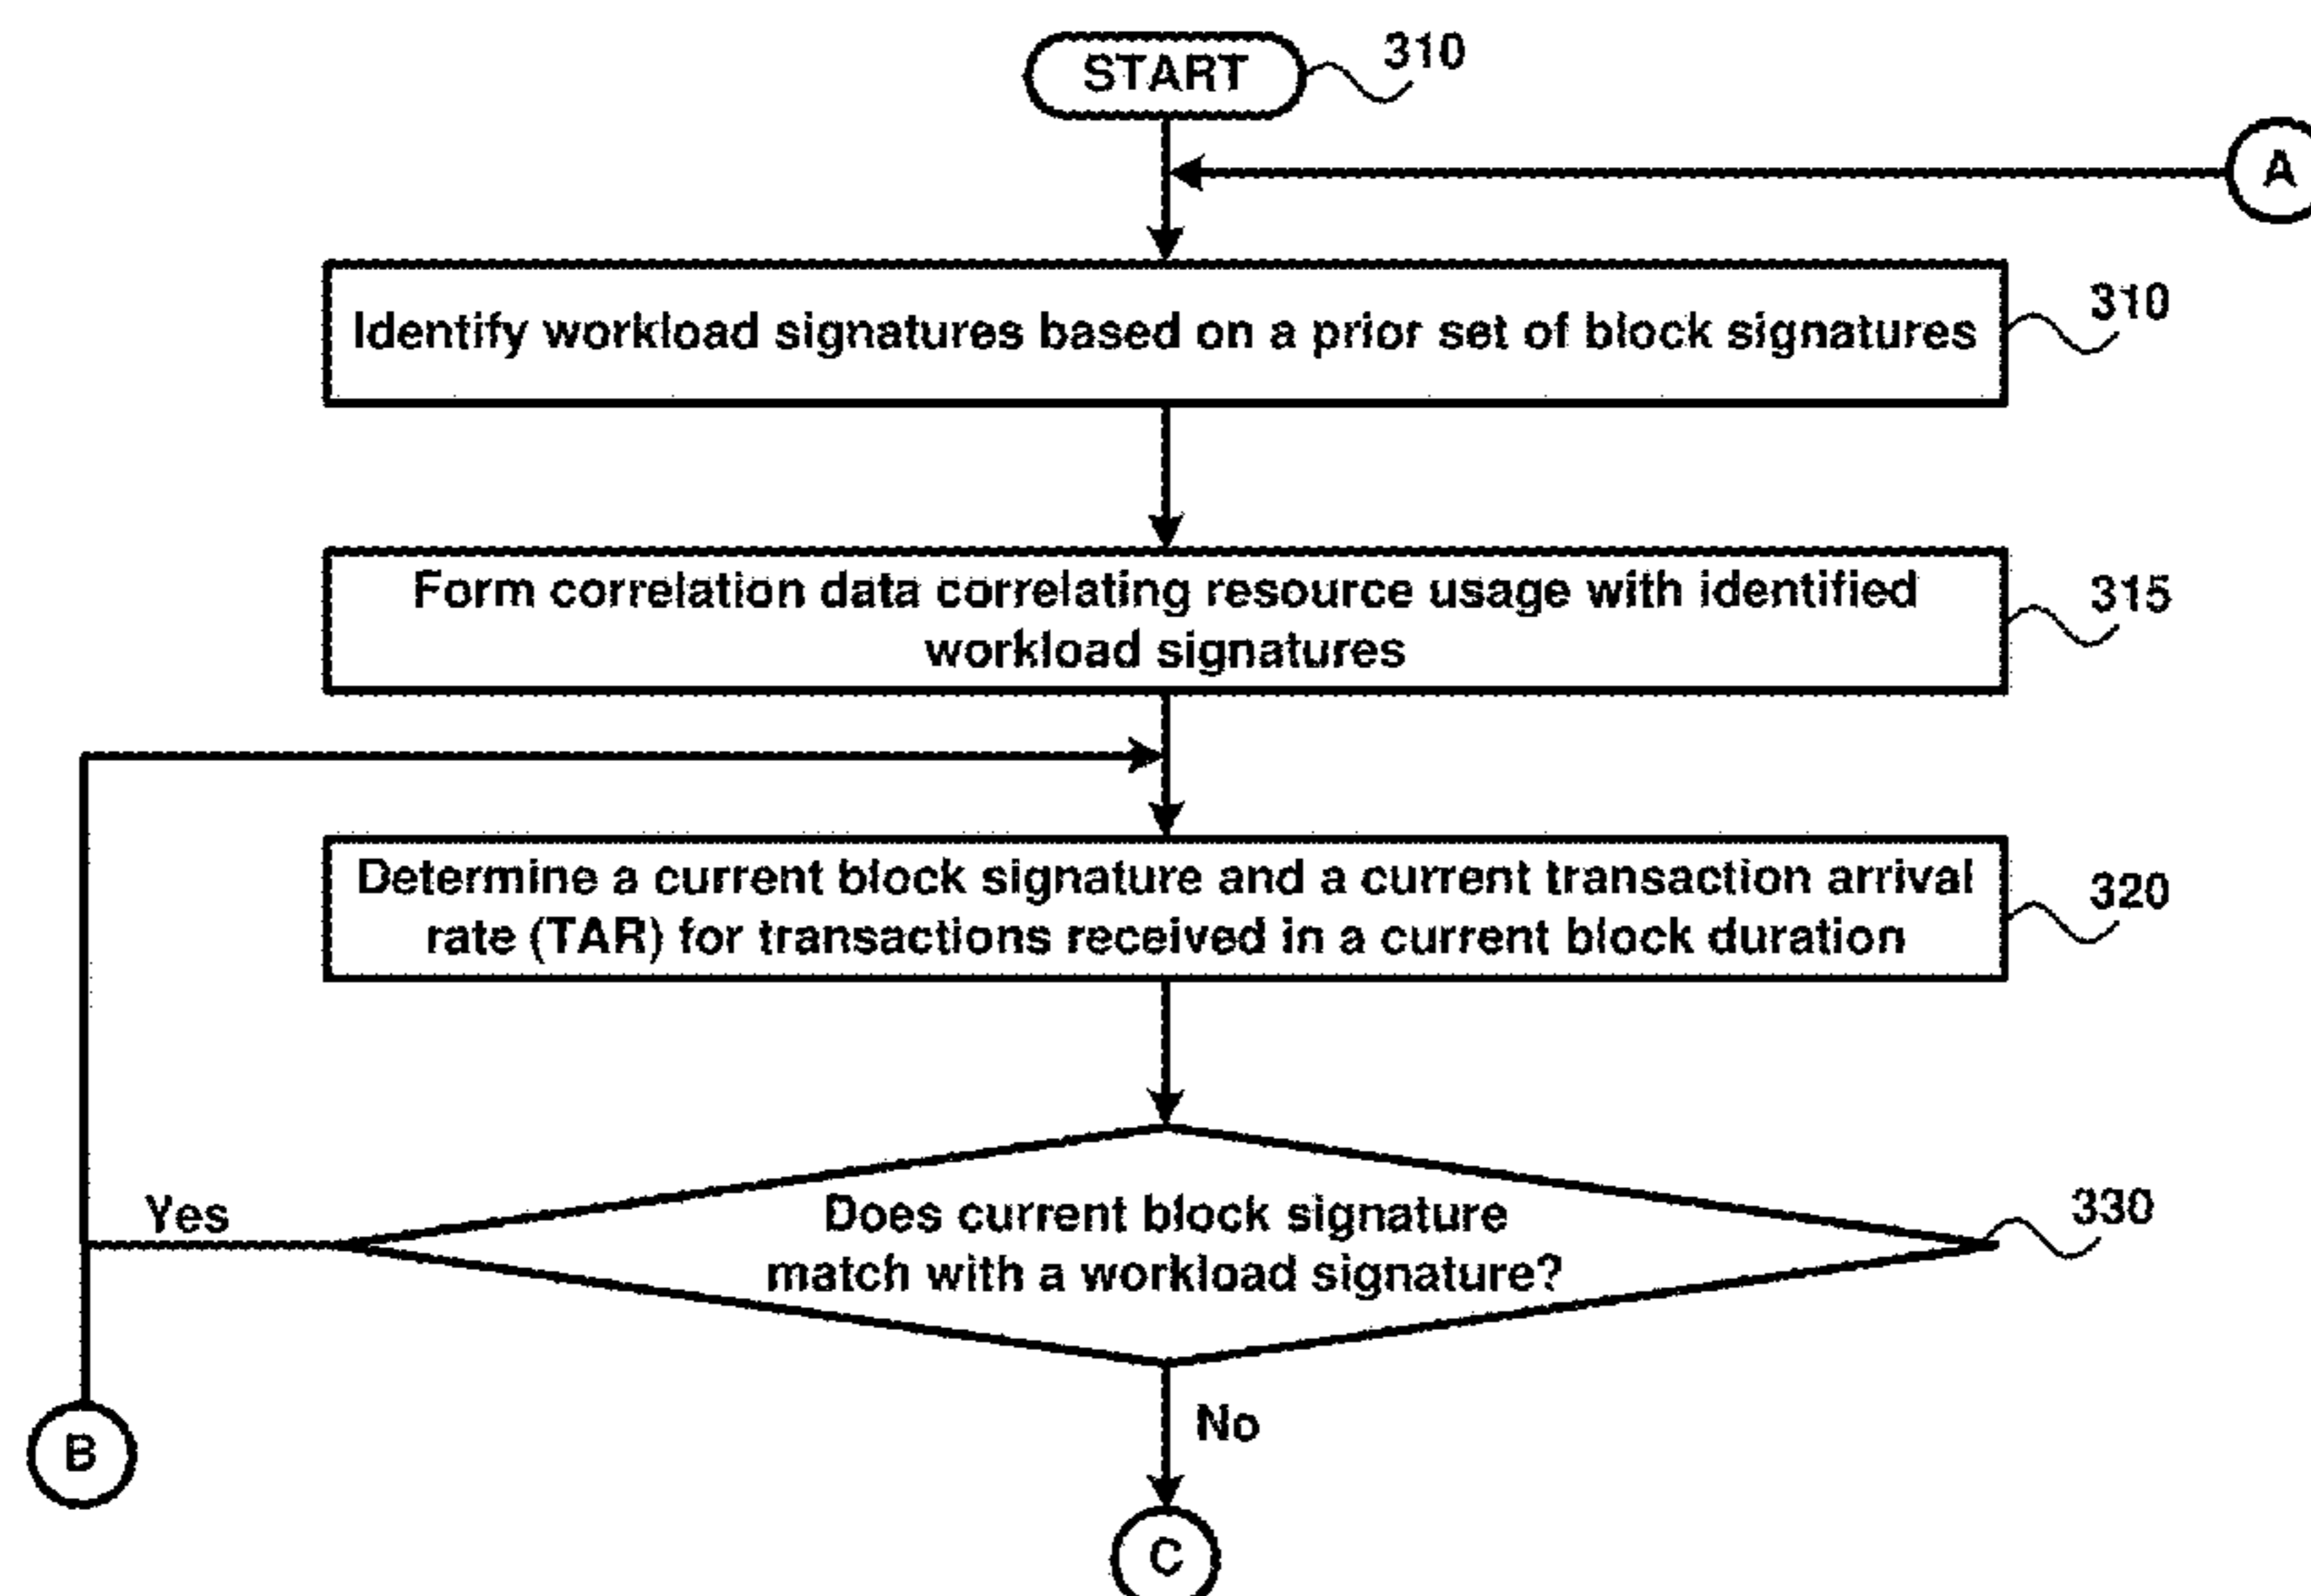 START
310
A
Identify workload signatures based on a prior set of block signatures
310
Form correlation data correlating resource usage with identified
workload signatures
315
Determine a current block signature and a current transaction arrival
rate (TAR) for transactions received in a current block duration
320
Does current block signature
match with a workload signature?
330
Yes
No
B
C